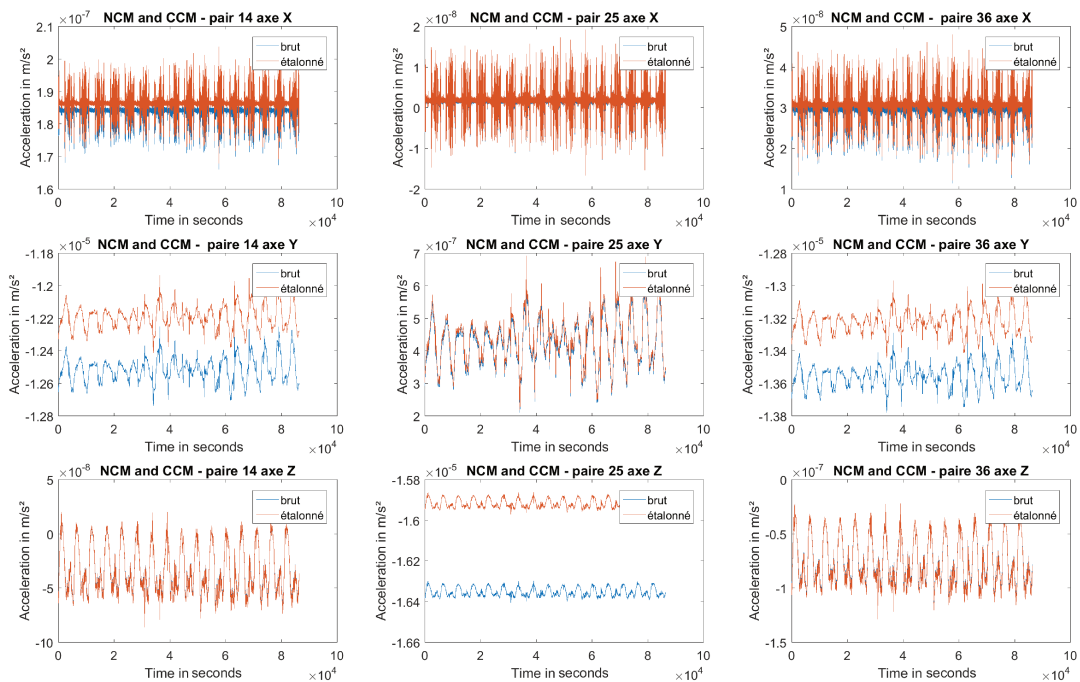 NCM and CCM - pair 14 axe X
×10⁻⁷
2.1
2
1.9
1.8
1.7
1.6
Acceleration in m/s²
brut
étalonné
0 2 4 6 8 10
Time in seconds
×10⁴
NCM and CCM - pair 25 axe X
×10⁻⁸
2
1
0
-1
-2
Acceleration in m/s²
brut
étalonné
0 2 4 6 8 10
Time in seconds
×10⁴
NCM and CCM - paire 36 axe X
×10⁻⁸
5
4
3
2
1
Acceleration in m/s²
brut
étalonné
0 2 4 6 8 10
Time in seconds
×10⁴
NCM and CCM - paire 14 axe Y
×10⁻⁵
-1.18
-1.2
-1.22
-1.24
-1.26
-1.28
Acceleration in m/s²
brut
étalonné
0 2 4 6 8 10
Time in seconds
×10⁴
NCM and CCM - paire 25 axe Y
×10⁻⁷
7
6
5
4
3
2
Acceleration in m/s²
brut
étalonné
0 2 4 6 8 10
Time in seconds
×10⁴
NCM and CCM - paire 36 axe Y
×10⁻⁵
-1.28
-1.3
-1.32
-1.34
-1.36
-1.38
Acceleration in m/s²
brut
étalonné
0 2 4 6 8 10
Time in seconds
×10⁴
NCM and CCM - paire 14 axe Z
×10⁻⁸
5
0
-5
-10
Acceleration in m/s²
brut
étalonné
0 2 4 6 8 10
Time in seconds
×10⁴
NCM and CCM - paire 25 axe Z
×10⁻⁵
-1.58
-1.6
-1.62
-1.64
-1.66
Acceleration in m/s²
brut
étalonné
0 2 4 6 8 10
Time in seconds
×10⁴
NCM and CCM - paire 36 axe Z
×10⁻⁷
0
-0.5
-1
-1.5
Acceleration in m/s²
brut
étalonné
0 2 4 6 8 10
Time in seconds
×10⁴